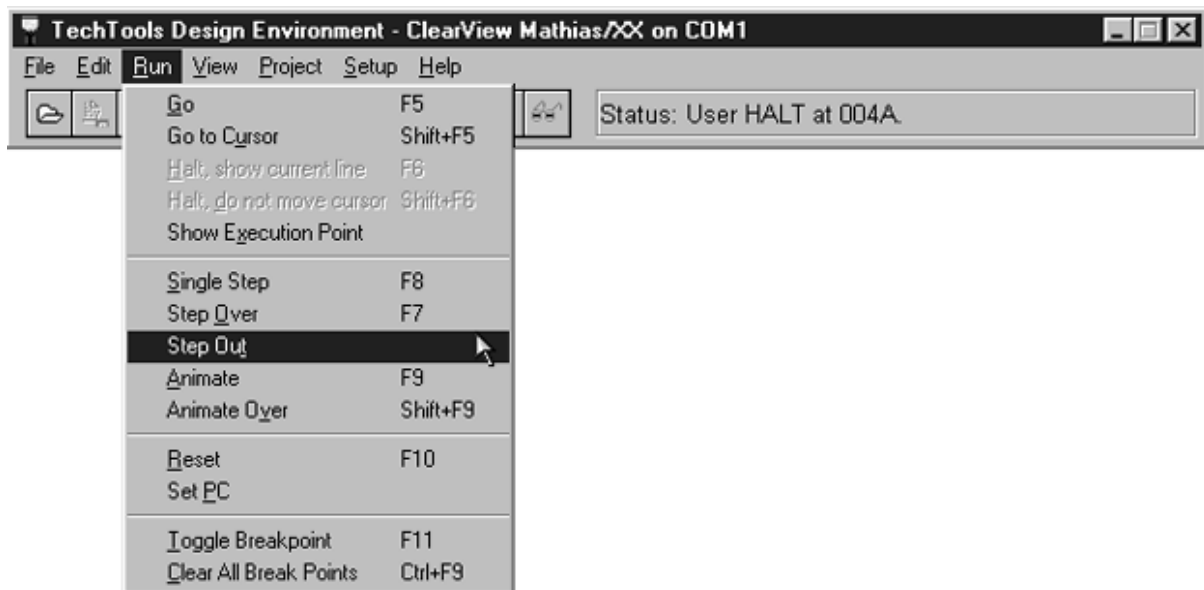 TechTools Design Environment - ClearView Mathias/XX on COM1
File Edit Run View Project Setup Help
Status: User HALT at 004A.
Go F5
Go to Cursor Shift+F5
Halt, show current line F6
Halt, do not move cursor Shift+F6
Show Execution Point
Single Step F8
Step Over F7
Step Out
Animate F9
Animate Over Shift+F9
Reset F10
Set PC
Toggle Breakpoint F11
Clear All Break Points Ctrl+F9